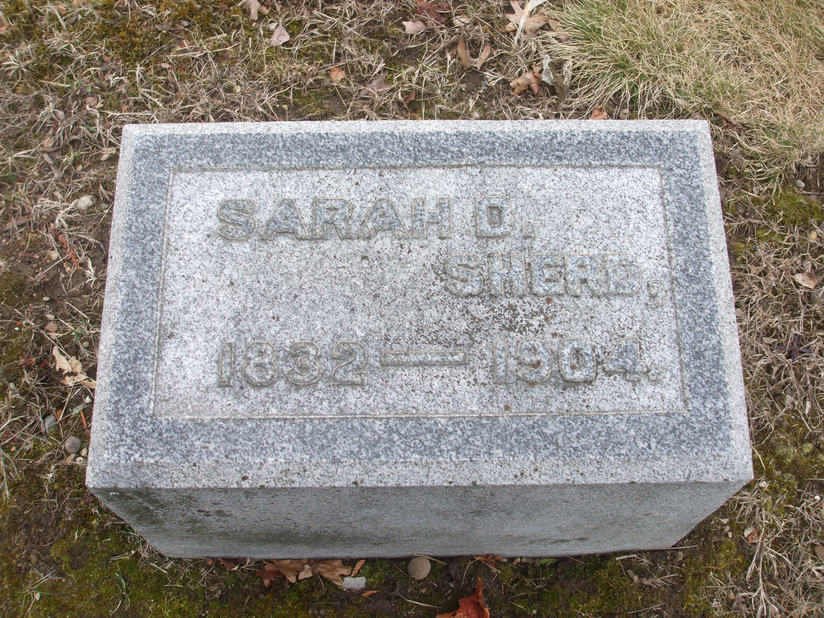 SARAH D.
SHERD,
1832 — 1904.